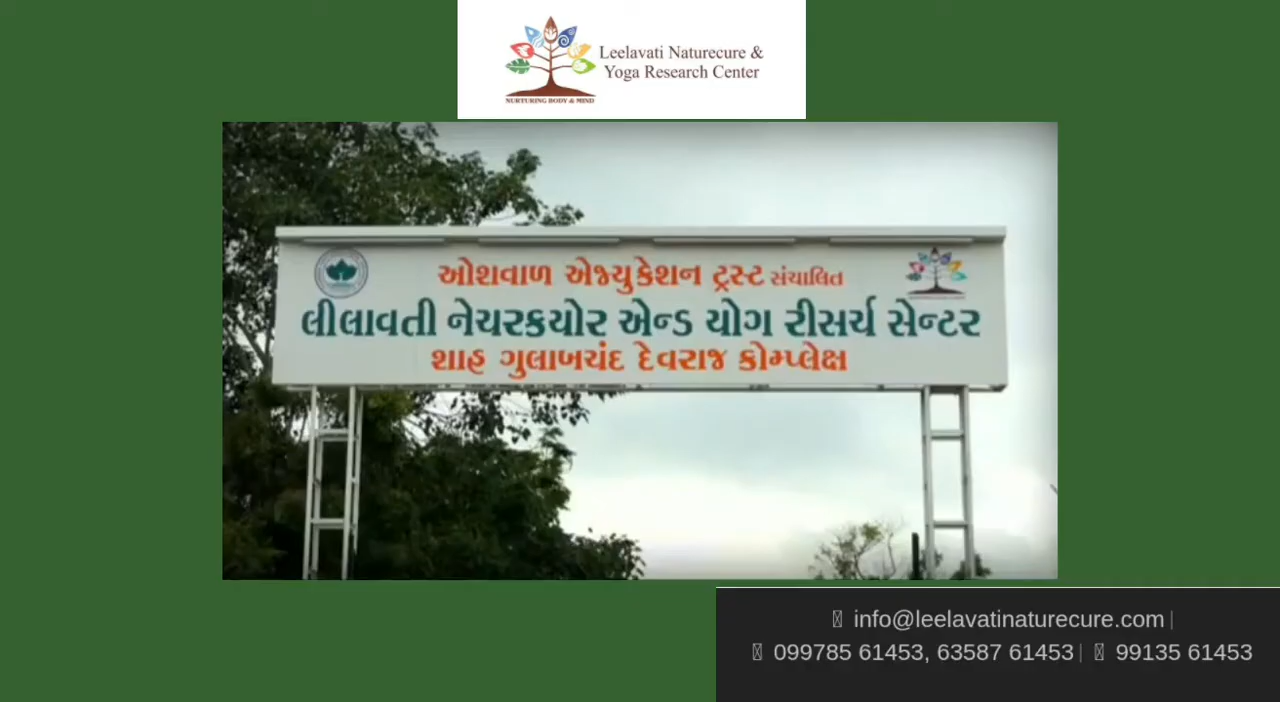 Leelavati Naturecure &
Yoga Research Center
NURTURING BODY & MIND
ઓશવાળ એજ્યુકેશન ટ્રસ્ટ સંચાલિત
લીલાવતી નેચરક્યોર એન્ડ યોગ રીસર્ચ સેન્ટર
શાહ ગુલાબચંદ દેવરાજ કોમ્પ્લેક્ષ
info@leelavatinaturecure.com |
099785 61453, 63587 61453 | 99135 61453